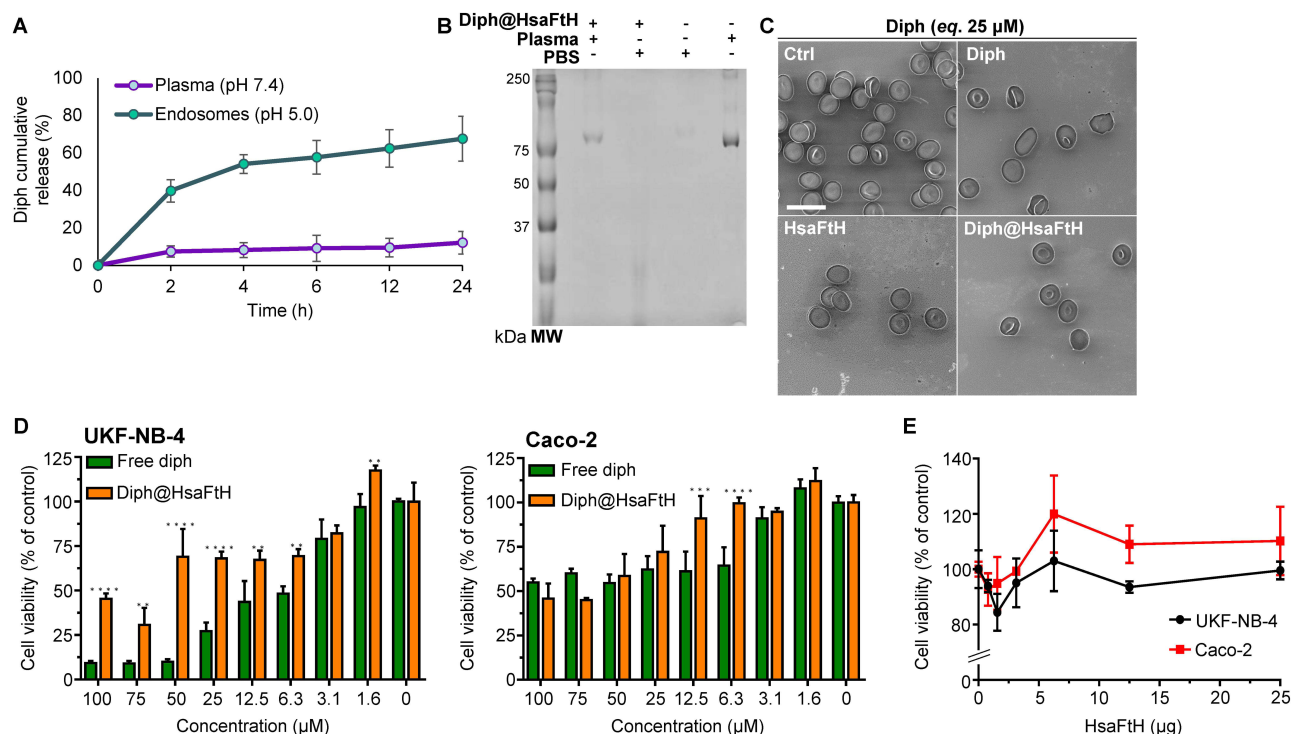 A
Diph cumulative
release (%)
100
80
60
40
20
0
Plasma (pH 7.4)
Endosomes (pH 5.0)
0 2 4 6 12 24
Time (h)
B
Diph@HsaFtH + + - -
Plasma + - - +
PBS - + + -
250
75
50
37
kDa MW
C
Diph (eq. 25 µM)
Ctrl
Diph
HsaFtH
Diph@HsaFtH
D
UKF-NB-4
Cell viability (% of control)
125
100
75
50
25
0
Free diph
Diph@HsaFtH
**** ** **** **** ** ** **
100 75 50 25 12.5 6.3 3.1 1.6 0
Concentration (µM)
Caco-2
Cell viability (% of control)
125
100
75
50
25
0
Free diph
Diph@HsaFtH
*** ****
100 75 50 25 12.5 6.3 3.1 1.6 0
Concentration (µM)
E
Cell viability (% of control)
140
120
100
80
0
UKF-NB-4
Caco-2
0 5 10 15 20 25
HsaFtH (µg)